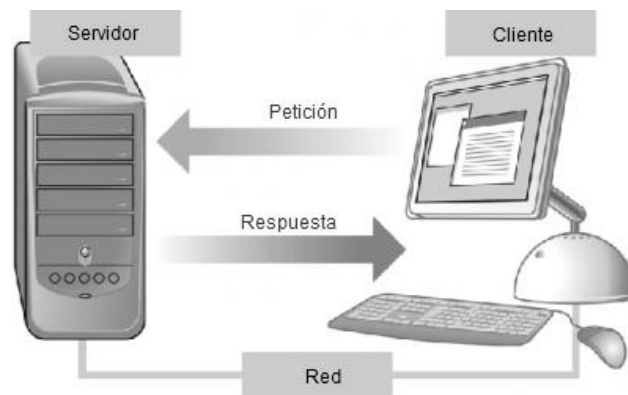 Servidor
Cliente
Petición
Respuesta
Red